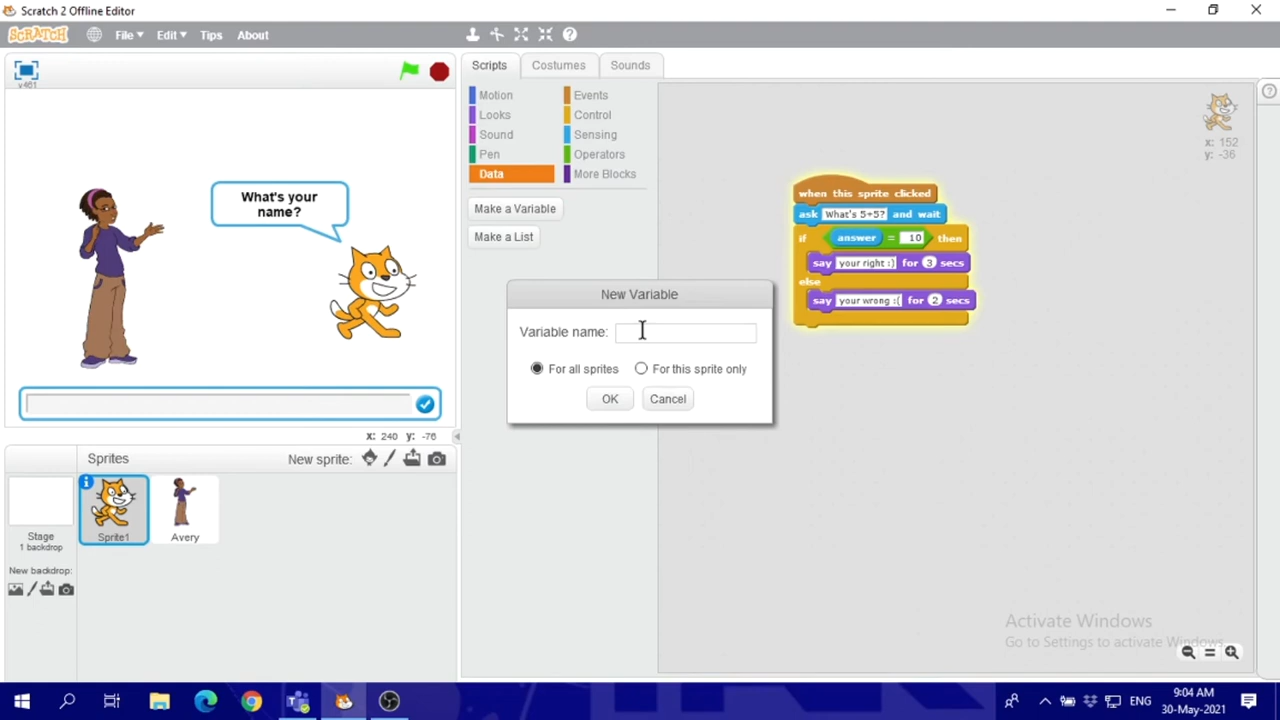 Scratch 2 Offline Editor
SCRATCH File Edit Tips About
v461
Scripts Costumes Sounds
Motion Events
Looks Control
Sound Sensing
Pen Operators
Data More Blocks
Make a Variable
Make a List
What's your
name?
x: 152
y: -36
when this sprite clicked
ask What's 5+5? and wait
if answer = 10 then
say your right :) for 3 secs
else
say your wrong :( for 2 secs
New Variable
Variable name:
For all sprites For this sprite only
OK Cancel
x: 240 y: -76
Sprites New sprite:
Stage
1 backdrop
New backdrop:
Sprite1
Avery
Activate Windows
Go to Settings to activate Windows.
ENG
9:04 AM
30-May-2021